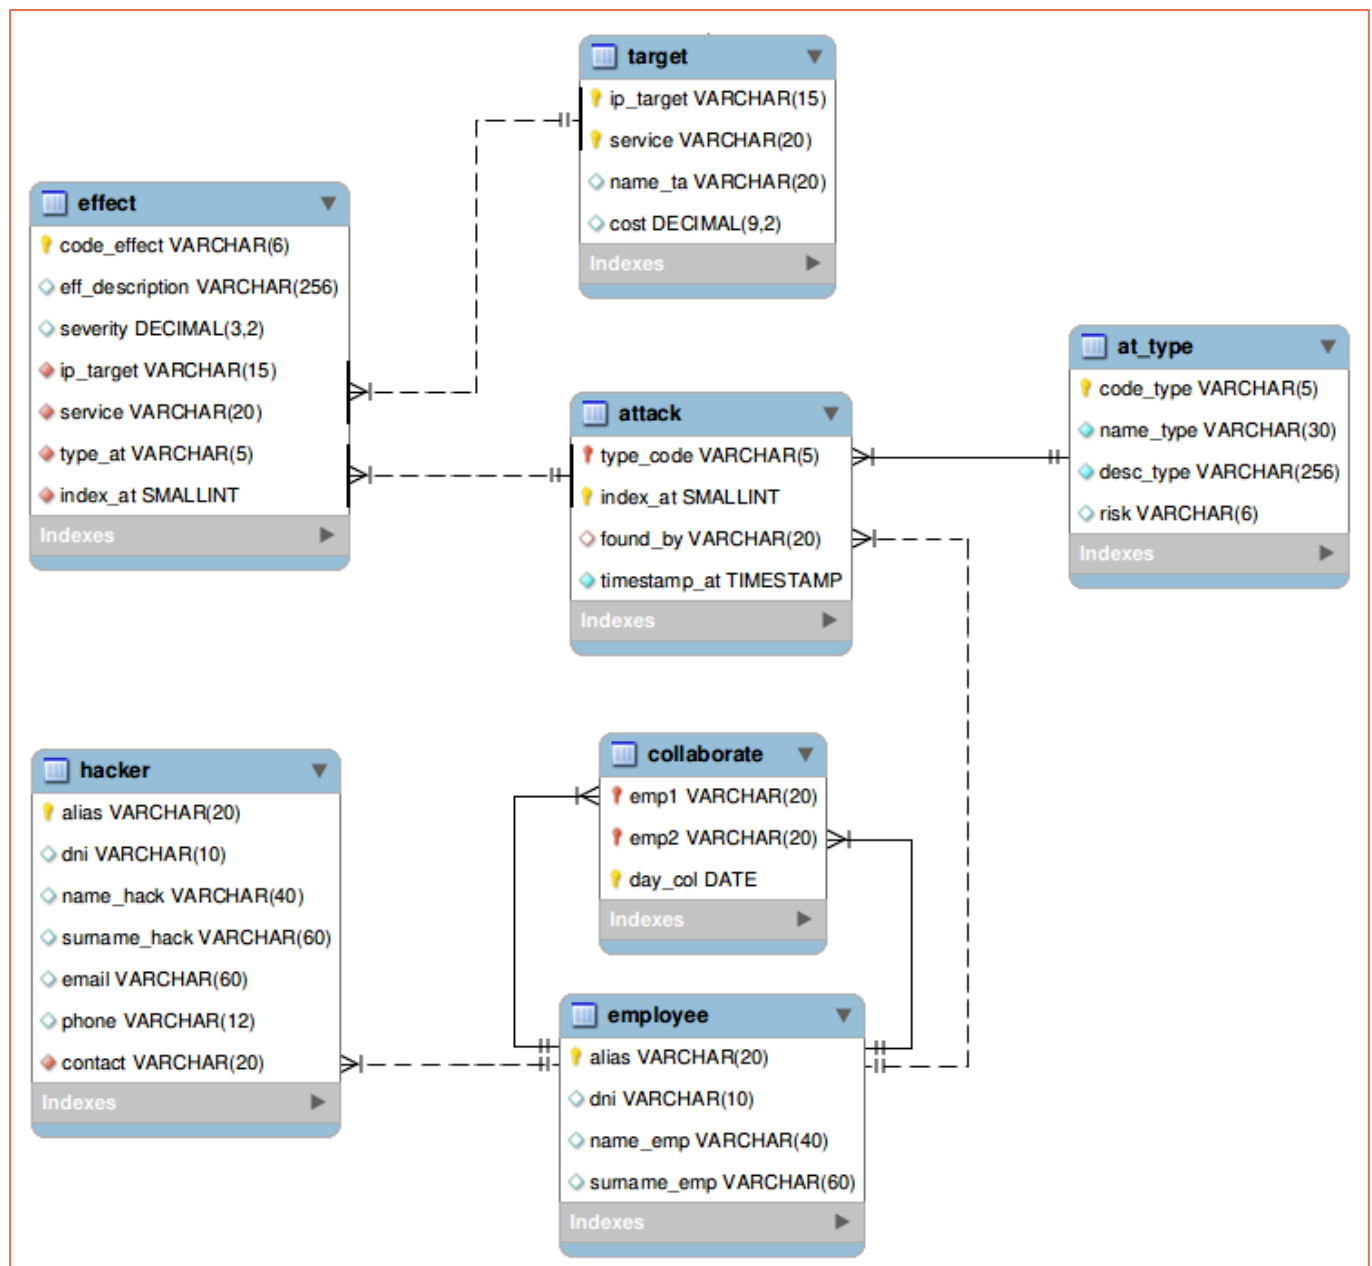 target
ip_target VARCHAR(15)
service VARCHAR(20)
name_ta VARCHAR(20)
cost DECIMAL(9,2)
Indexes
effect
code_effect VARCHAR(6)
eff_description VARCHAR(256)
severity DECIMAL(3,2)
ip_target VARCHAR(15)
service VARCHAR(20)
type_at VARCHAR(5)
index_at SMALLINT
Indexes
attack
type_code VARCHAR(5)
index_at SMALLINT
found_by VARCHAR(20)
timestamp_at TIMESTAMP
Indexes
at_type
code_type VARCHAR(5)
name_type VARCHAR(30)
desc_type VARCHAR(256)
risk VARCHAR(6)
Indexes
hacker
alias VARCHAR(20)
dni VARCHAR(10)
name_hack VARCHAR(40)
surname_hack VARCHAR(60)
email VARCHAR(60)
phone VARCHAR(12)
contact VARCHAR(20)
Indexes
collaborate
emp1 VARCHAR(20)
emp2 VARCHAR(20)
day_col DATE
Indexes
employee
alias VARCHAR(20)
dni VARCHAR(10)
name_emp VARCHAR(40)
surname_emp VARCHAR(60)
Indexes